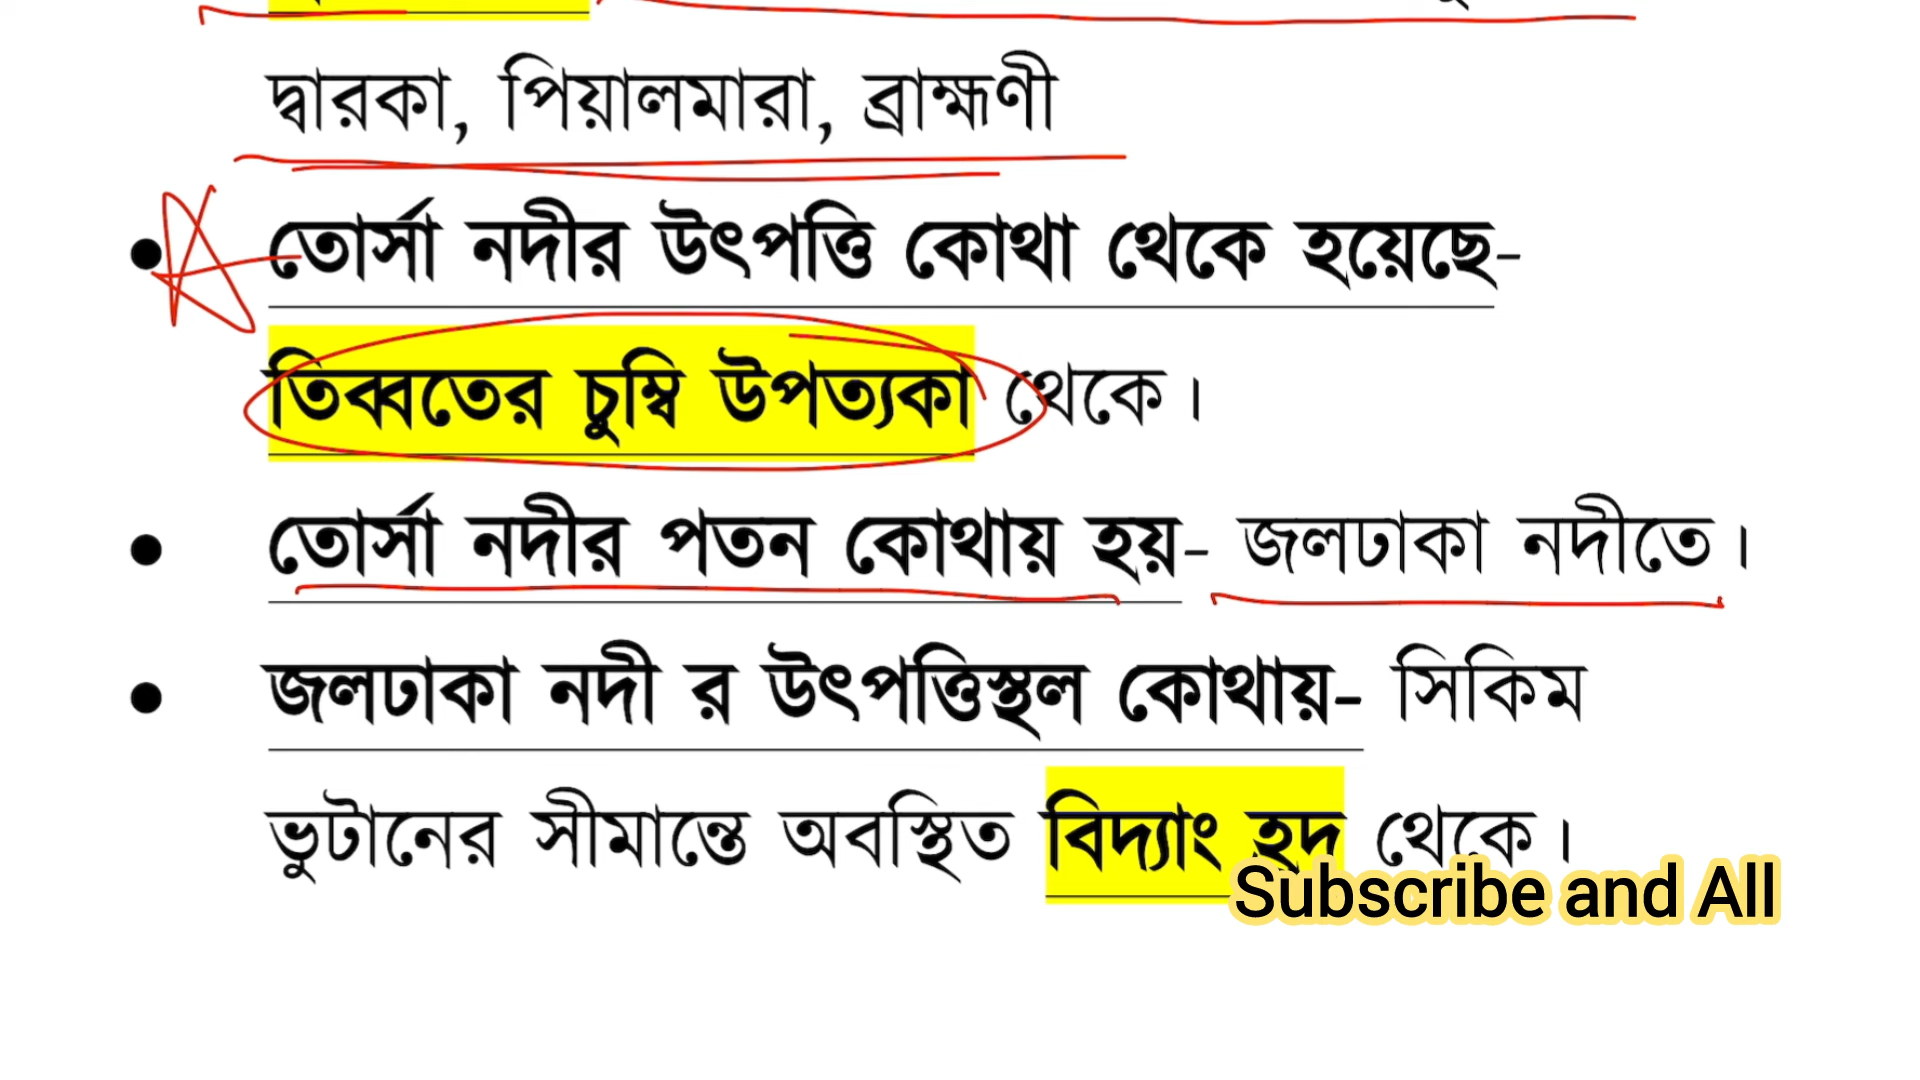 দ্বারকা, পিয়ালমারা, ব্রাহ্মণী
• তোর্সা নদীর উৎপত্তি কোথা থেকে হয়েছে-
তিব্বতের চুম্বি উপত্যকা থেকে।
• তোর্সা নদীর পতন কোথায় হয়- জলঢাকা নদীতে।
• জলঢাকা নদী র উৎপত্তিস্থল কোথায়- সিকিম
ভুটানের সীমান্তে অবস্থিত বিদ্যাং হ্রদ থেকে।
Subscribe and All